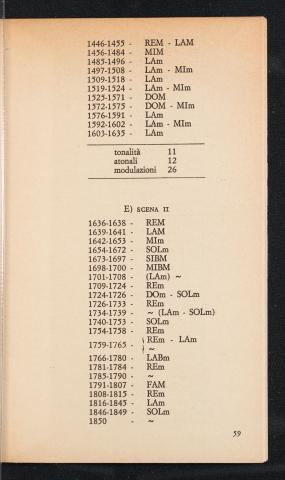 1446-1455 - REM - LAM
1456-1484 - MIM
1485-1496 - LAm
1497-1508 - LAm - MIm
1509-1518 - LAm
1519-1524 - LAm - MIm
1525-1571 - DOM
1572-1575 - DOM - MIm
1576-1591 - LAm
1592-1602 - LAm - MIm
1603-1635 - LAm
tonalità 11
atonali 12
modulazioni 26
E) SCENA II
1636-1638 - REM
1639-1641 - LAM
1642-1653 - MIm
1654-1672 - SOLm
1673-1697 - SIBM
1698-1700 - MIBM
1701-1708 - (LAm) ~
1709-1724 - REm
1724-1726 - DOm - SOLm
1726-1733 - REm
1734-1739 - ~ (LAm - SOLm)
1740-1753 - SOLm
1754-1758 - REm
1759-1765 - { REm - LAm
~
1766-1780 - LABm
1781-1784 - REm
1785-1790 - ~
1791-1807 - FAM
1808-1815 - REm
1816-1845 - LAm
1846-1849 - SOLm
1850 - ~
59